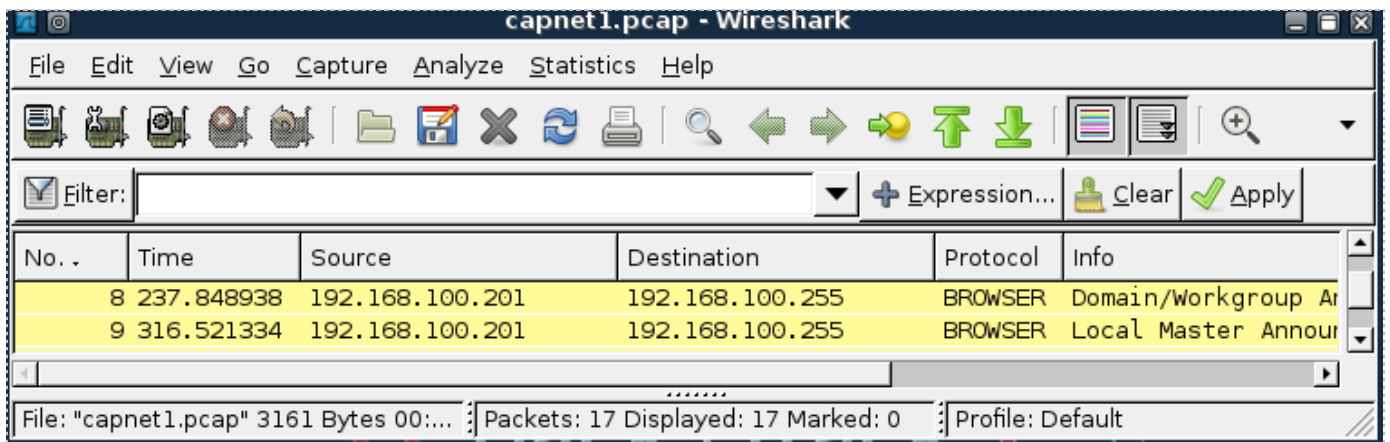 capnet1.pcap - Wireshark
File Edit View Go Capture Analyze Statistics Help
Filter: Expression... Clear Apply
No. . Time Source Destination Protocol Info
8 237.848938 192.168.100.201 192.168.100.255 BROWSER Domain/Workgroup
9 316.521334 192.168.100.201 192.168.100.255 BROWSER Local Master
File: "capnet1.pcap" 3161 Bytes 00:... Packets: 17 Displayed: 17 Marked: 0 Profile: Default